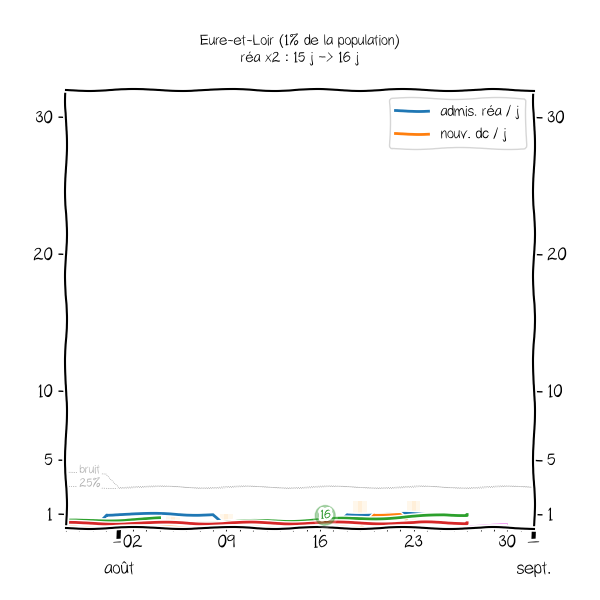 Eure-et-Loir (1% de la population)
réa x2 : 15 j -> 16 j
admis. réa / j
nouv. dc / j
30
30
20
20
10
10
5
5
bruit
25%
1
1
16
02
09
16
23
30
août
sept.